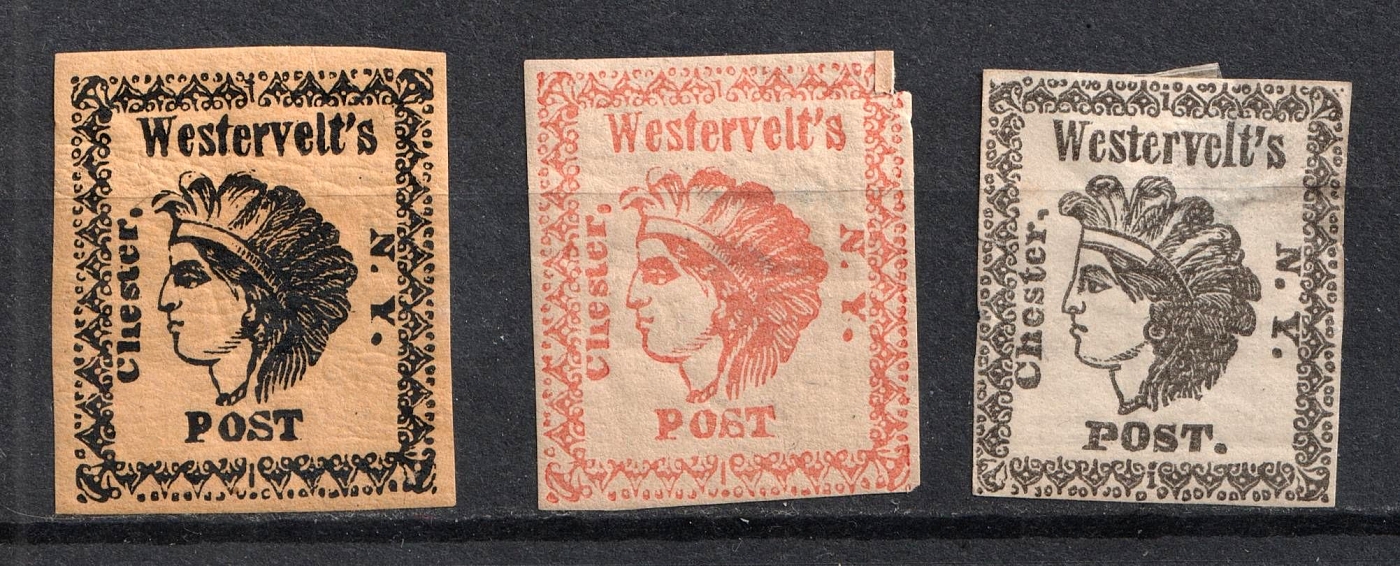 Westervelt's
Chester.
N. Y.
POST
Westervelt's
Chester.
N. Y.
POST
Westervelt's
Chester,
N. Y.
POST.